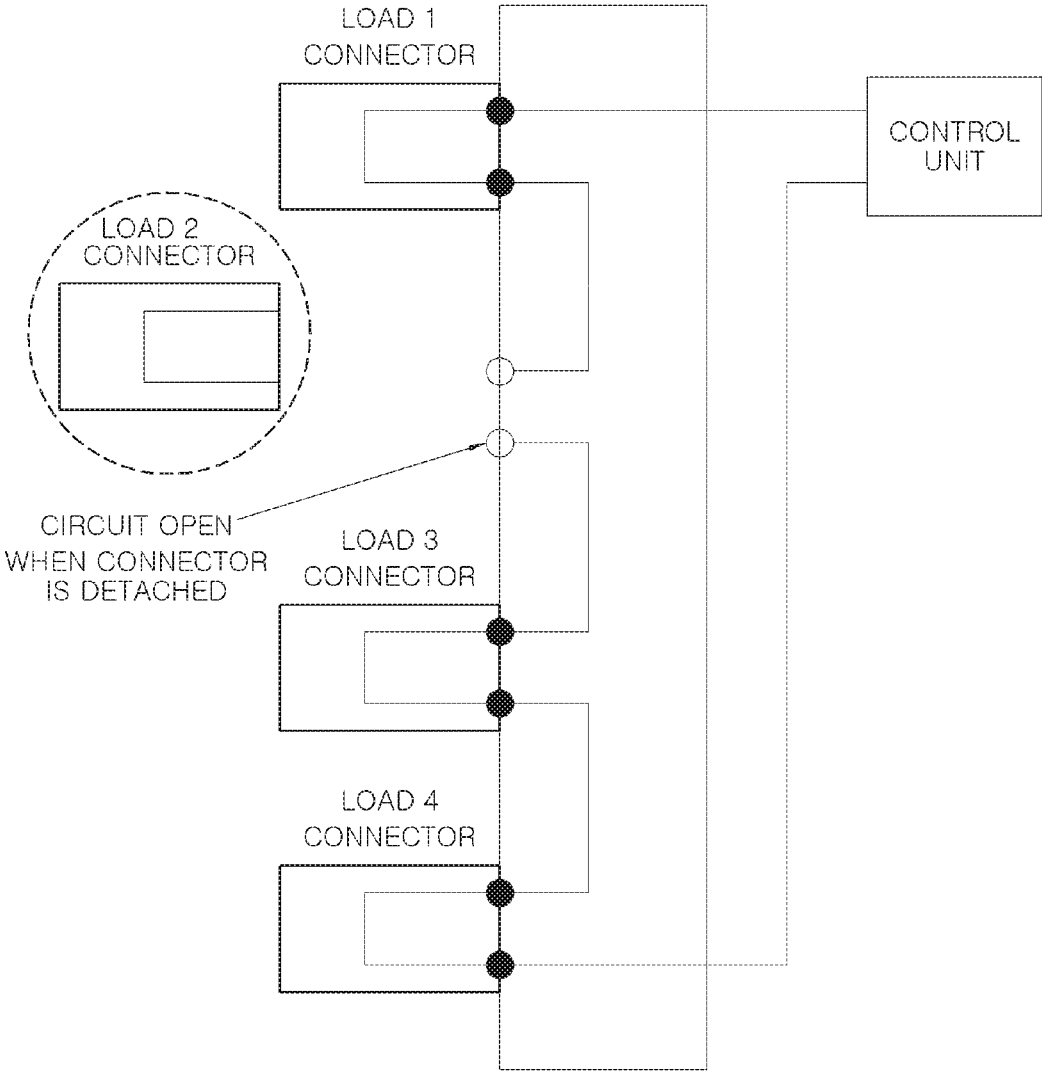 LOAD 1
CONNECTOR
CONTROL
UNIT
LOAD 2
CONNECTOR
CIRCUIT OPEN
WHEN CONNECTOR
IS DETACHED
LOAD 3
CONNECTOR
LOAD 4
CONNECTOR